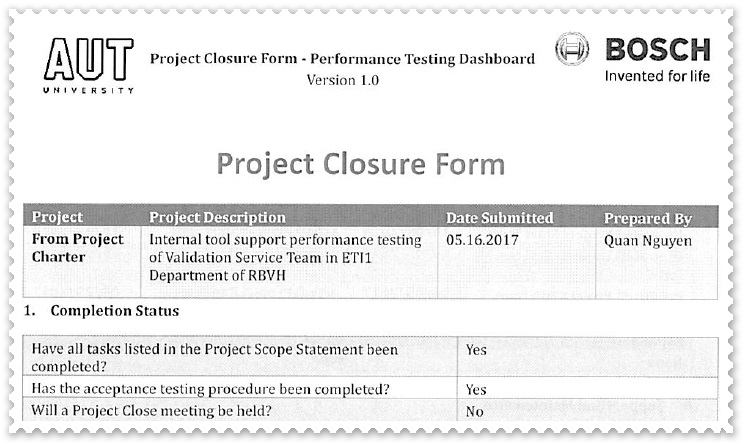 AUT
UNIVERSITY
Project Closure Form - Performance Testing Dashboard
Version 1.0
BOSCH
Invented for life
Project Closure Form
Project Project Description Date Submitted Prepared By
From Project Internal tool support performance testing 05.16.2017 Quan Nguyen
Charter of Validation Service Team in ETI1
Department of RBVH
1. Completion Status
Have all tasks listed in the Project Scope Statement been Yes
completed?
Has the acceptance testing procedure been completed? Yes
Will a Project Close meeting be held? No